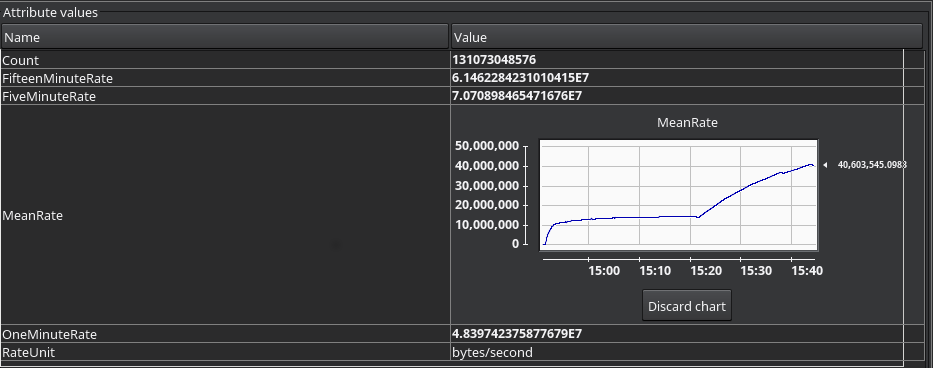 Attribute values
Name Value
Count 131073048576
FifteenMinuteRate 6.1462284231010415E7
FiveMinuteRate 7.070898465471676E7
MeanRate
MeanRate
50,000,000
40,000,000
30,000,000
20,000,000
10,000,000
0
40,603,545.0983
15:00 15:10 15:20 15:30 15:40
Discard chart
OneMinuteRate 4.839742375877679E7
RateUnit bytes/second